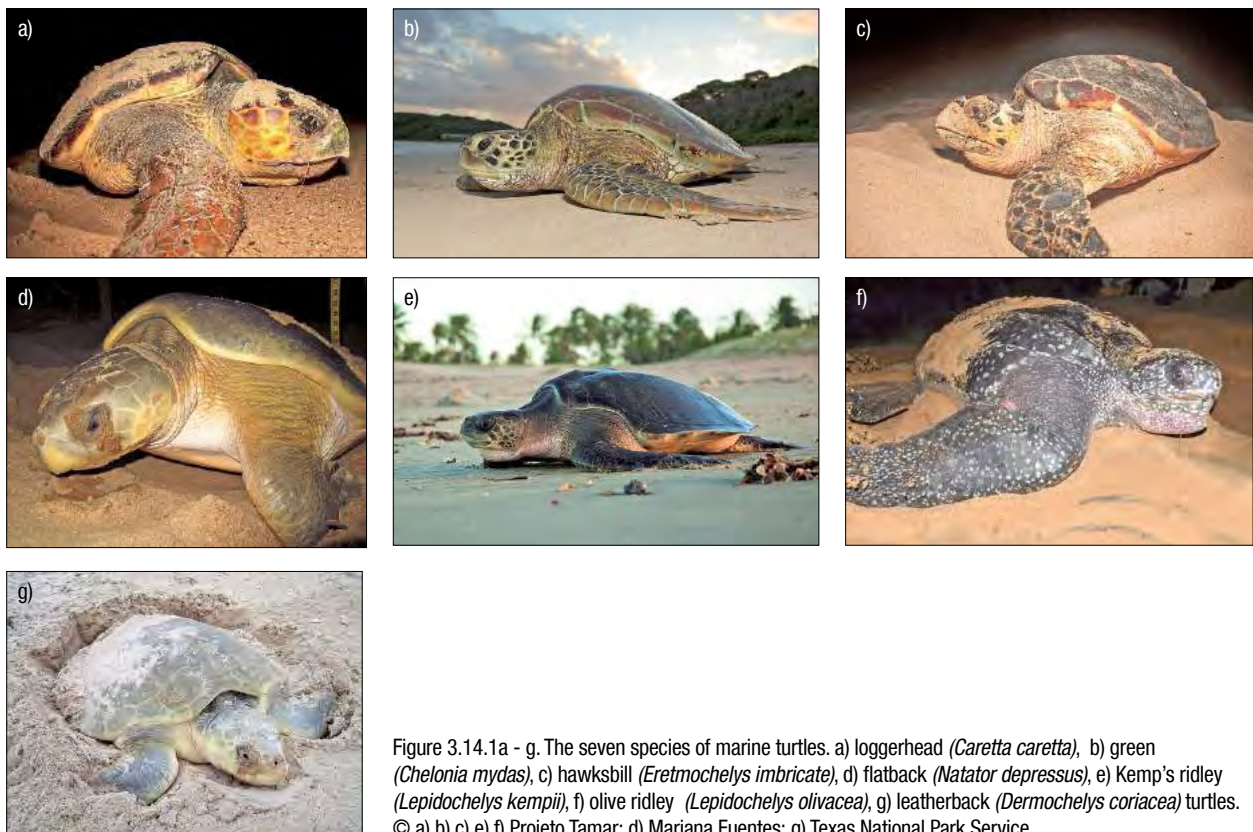 a)
b)
c)
d)
e)
f)
g)
Figure 3.14.1a - g. The seven species of marine turtles. a) loggerhead (Caretta caretta), b) green
(Chelonia mydas), c) hawksbill (Eretmochelys imbricate), d) flatback (Natator depressus), e) Kemp's ridley
(Lepidochelys kempii), f) olive ridley (Lepidochelys olivacea), g) leatherback (Dermochelys coriacea) turtles.
© a) b) c) e) f) Projeto Tamar; d) Mariana Fuentes; g) Texas National Park Service